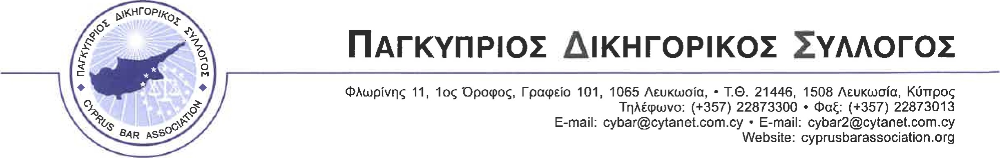 ΠΑΓΚΥΠΡΙΟΣ ΔΙΚΗΓΟΡΙΚΟΣ ΣΥΛΛΟΓΟΣ
CYPRUS BAR ASSOCIATION
ΠΑΓΚΥΠΡΙΟΣ ΔΙΚΗΓΟΡΙΚΟΣ ΣΥΛΛΟΓΟΣ
Φλωρίνης 11, 1ος Όροφος, Γραφείο 101, 1065 Λευκωσία, • Τ.Θ. 21446, 1508 Λευκωσία, Κύπρος
Τηλέφωνο: (+357) 22873300 • Φαξ: (+357) 22873013
E-mail: cybar@cytanet.com.cy • E-mail: cybar2@cytanet.com.cy
Website: cyprusbarassociation.org